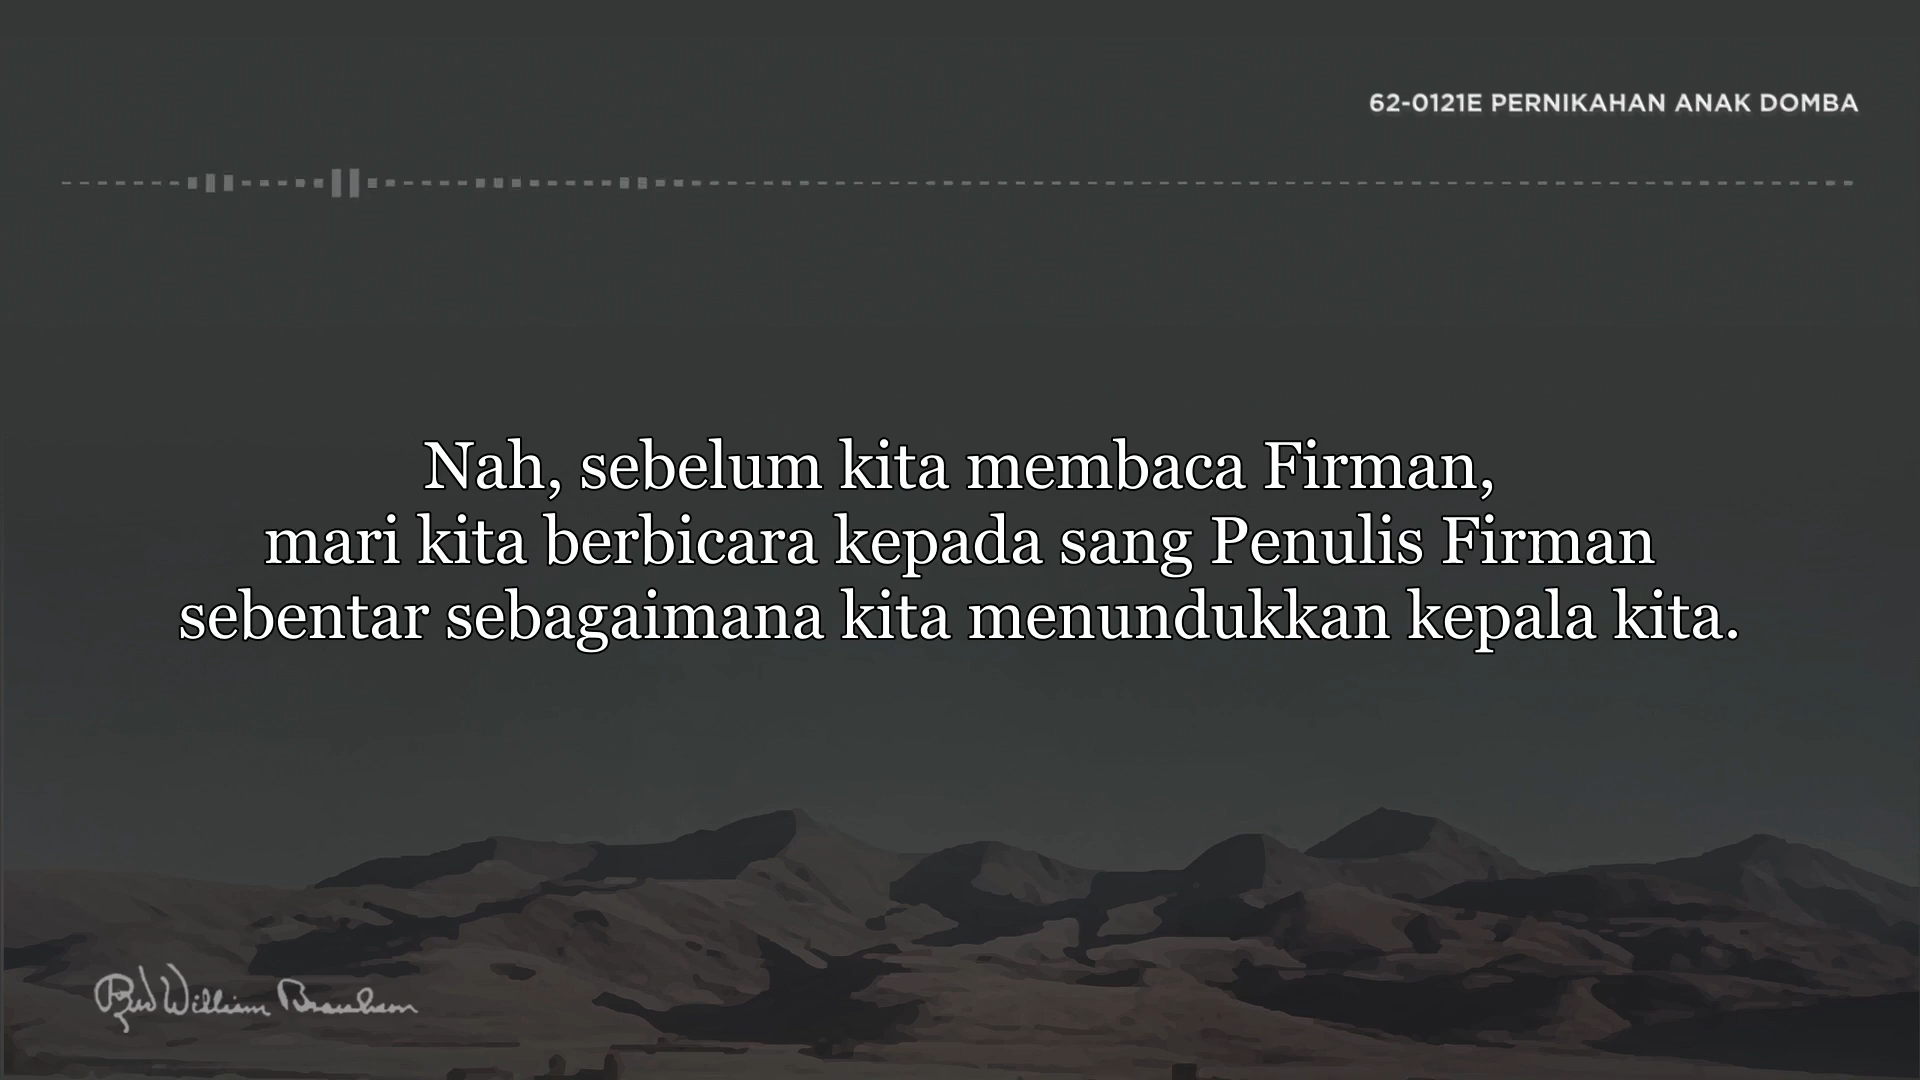 62-0121E PERNIKAHAN ANAK DOMBA
Nah, sebelum kita membaca Firman,
mari kita berbicara kepada sang Penulis Firman
sebentar sebagaimana kita menundukkan kepala kita.
Rev William Branham